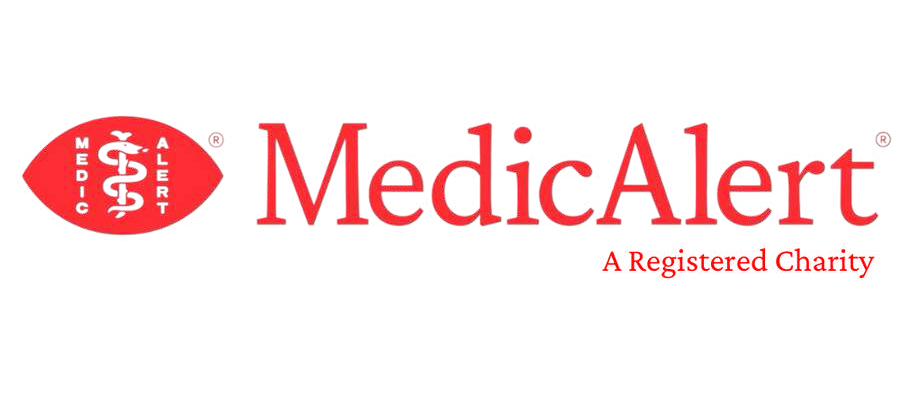 MEDIC ALERT ®
MedicAlert®
A Registered Charity